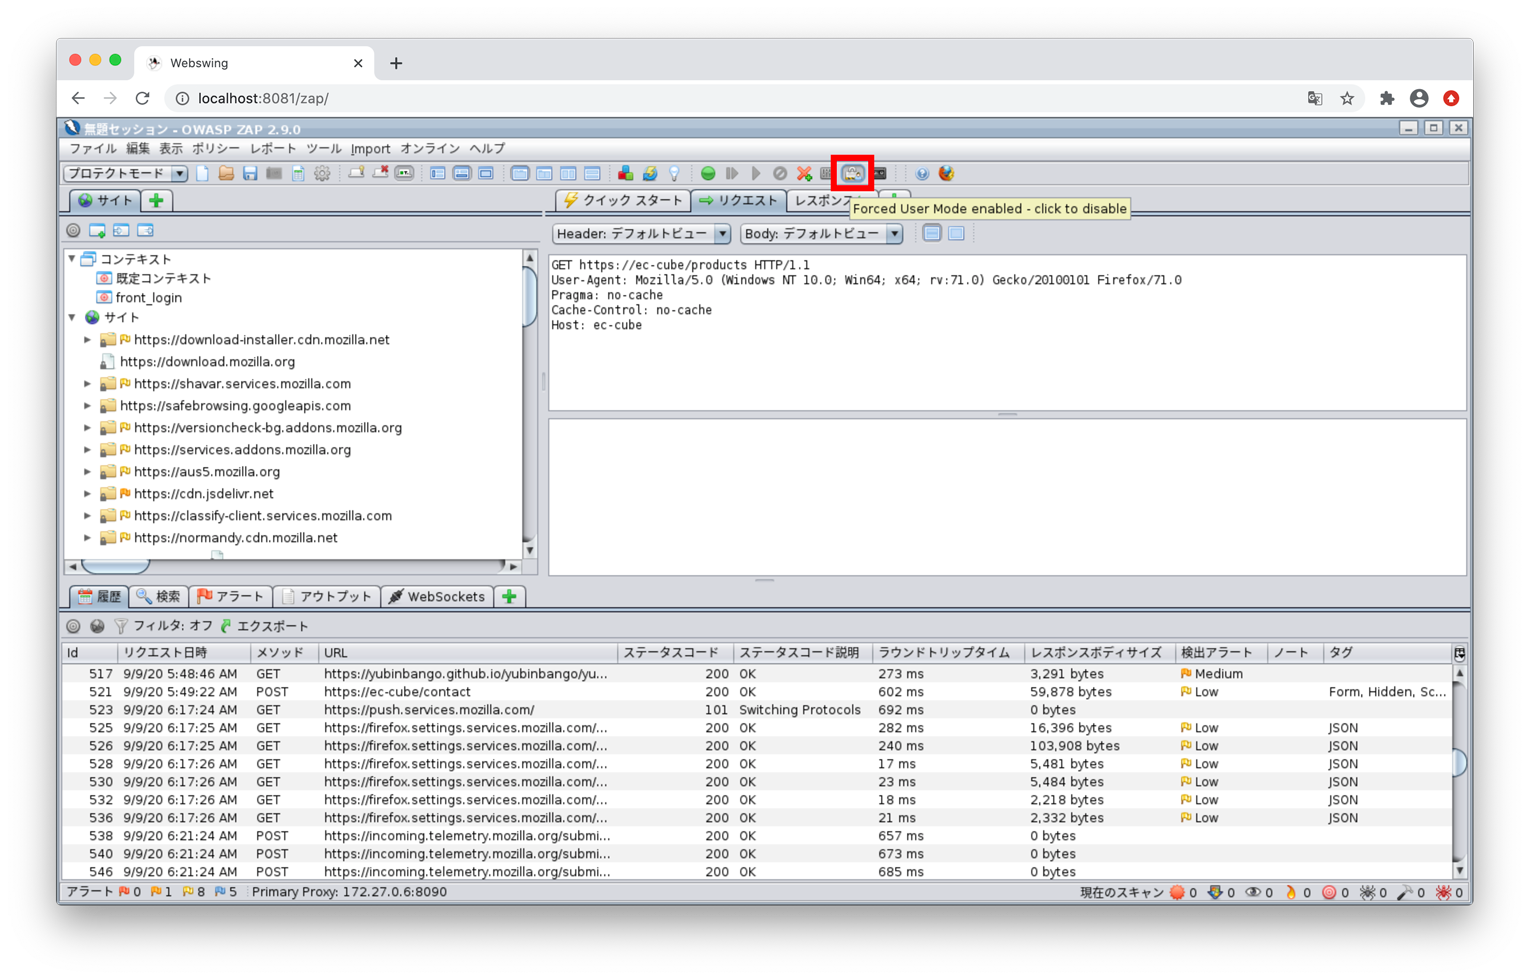 Webswing
localhost:8081/zap/
無題セッション - OWASP ZAP 2.9.0
ファイル 編集 表示 ポリシー レポート ツール Import オンライン ヘルプ
プロテクトモード
サイト
クイック スタート リクエスト レスポンス
Forced User Mode enabled - click to disable
Header: デフォルトビュー Body: デフォルトビュー
コンテキスト
既定コンテキスト
front_login
サイト
https://download-installer.cdn.mozilla.net
https://download.mozilla.org
https://shavar.services.mozilla.com
https://safebrowsing.googleapis.com
https://versioncheck-bg.addons.mozilla.org
https://services.addons.mozilla.org
https://aus5.mozilla.org
https://cdn.jsdelivr.net
https://classify-client.services.mozilla.com
https://normandy.cdn.mozilla.net
GET https://ec-cube/products HTTP/1.1
User-Agent: Mozilla/5.0 (Windows NT 10.0; Win64; x64; rv:71.0) Gecko/20100101 Firefox/71.0
Pragma: no-cache
Cache-Control: no-cache
Host: ec-cube
履歴 検索 アラート アウトプット WebSockets
フィルタ: オフ エクスポート
Id リクエスト日時 メソッド URL ステータスコード ステータスコード説明 ラウンドトリップタイム レスポンスボディサイズ 検出アラート ノート タグ
517 9/9/20 5:48:46 AM GET https://yubinbango.github.io/yubinbango/yu... 200 OK 273 ms 3,291 bytes Medium
521 9/9/20 5:49:22 AM POST https://ec-cube/contact 200 OK 602 ms 59,878 bytes Low Form, Hidden, Sc...
523 9/9/20 6:17:24 AM GET https://push.services.mozilla.com/ 101 Switching Protocols 692 ms 0 bytes
525 9/9/20 6:17:25 AM GET https://firefox.settings.services.mozilla.com/... 200 OK 282 ms 16,396 bytes Low JSON
526 9/9/20 6:17:25 AM GET https://firefox.settings.services.mozilla.com/... 200 OK 240 ms 103,908 bytes Low JSON
528 9/9/20 6:17:26 AM GET https://firefox.settings.services.mozilla.com/... 200 OK 17 ms 5,481 bytes Low JSON
530 9/9/20 6:17:26 AM GET https://firefox.settings.services.mozilla.com/... 200 OK 23 ms 5,484 bytes Low JSON
532 9/9/20 6:17:26 AM GET https://firefox.settings.services.mozilla.com/... 200 OK 18 ms 2,218 bytes Low JSON
536 9/9/20 6:17:26 AM GET https://firefox.settings.services.mozilla.com/... 200 OK 21 ms 2,332 bytes Low JSON
538 9/9/20 6:21:24 AM POST https://incoming.telemetry.mozilla.org/submi... 200 OK 657 ms 0 bytes
540 9/9/20 6:21:24 AM POST https://incoming.telemetry.mozilla.org/submi... 200 OK 673 ms 0 bytes
546 9/9/20 6:21:24 AM POST https://incoming.telemetry.mozilla.org/submi... 200 OK 685 ms 0 bytes
アラート 0 1 8 5 Primary Proxy: 172.27.0.6:8090 現在のスキャン 0 0 0 0 0 0 0 0